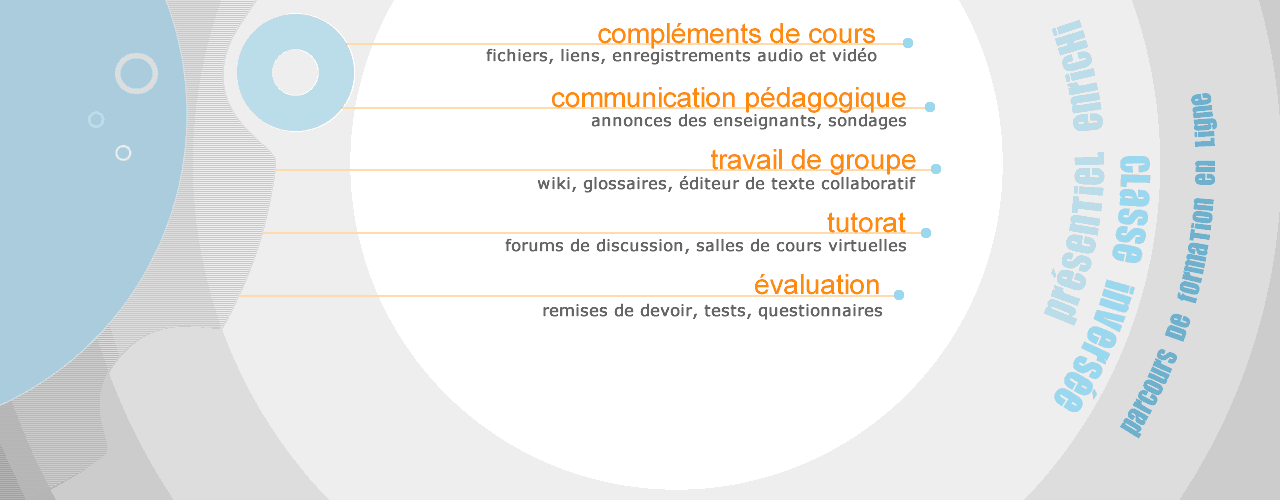 compléments de cours
fichiers, liens, enregistrements audio et vidéo
communication pédagogique
annonces des enseignants, sondages
travail de groupe
wiki, glossaires, éditeur de texte collaboratif
tutorat
forums de discussion, salles de cours virtuelles
évaluation
remises de devoir, tests, questionnaires
présentiel enrichi
classe inversée
parcours de formation en ligne